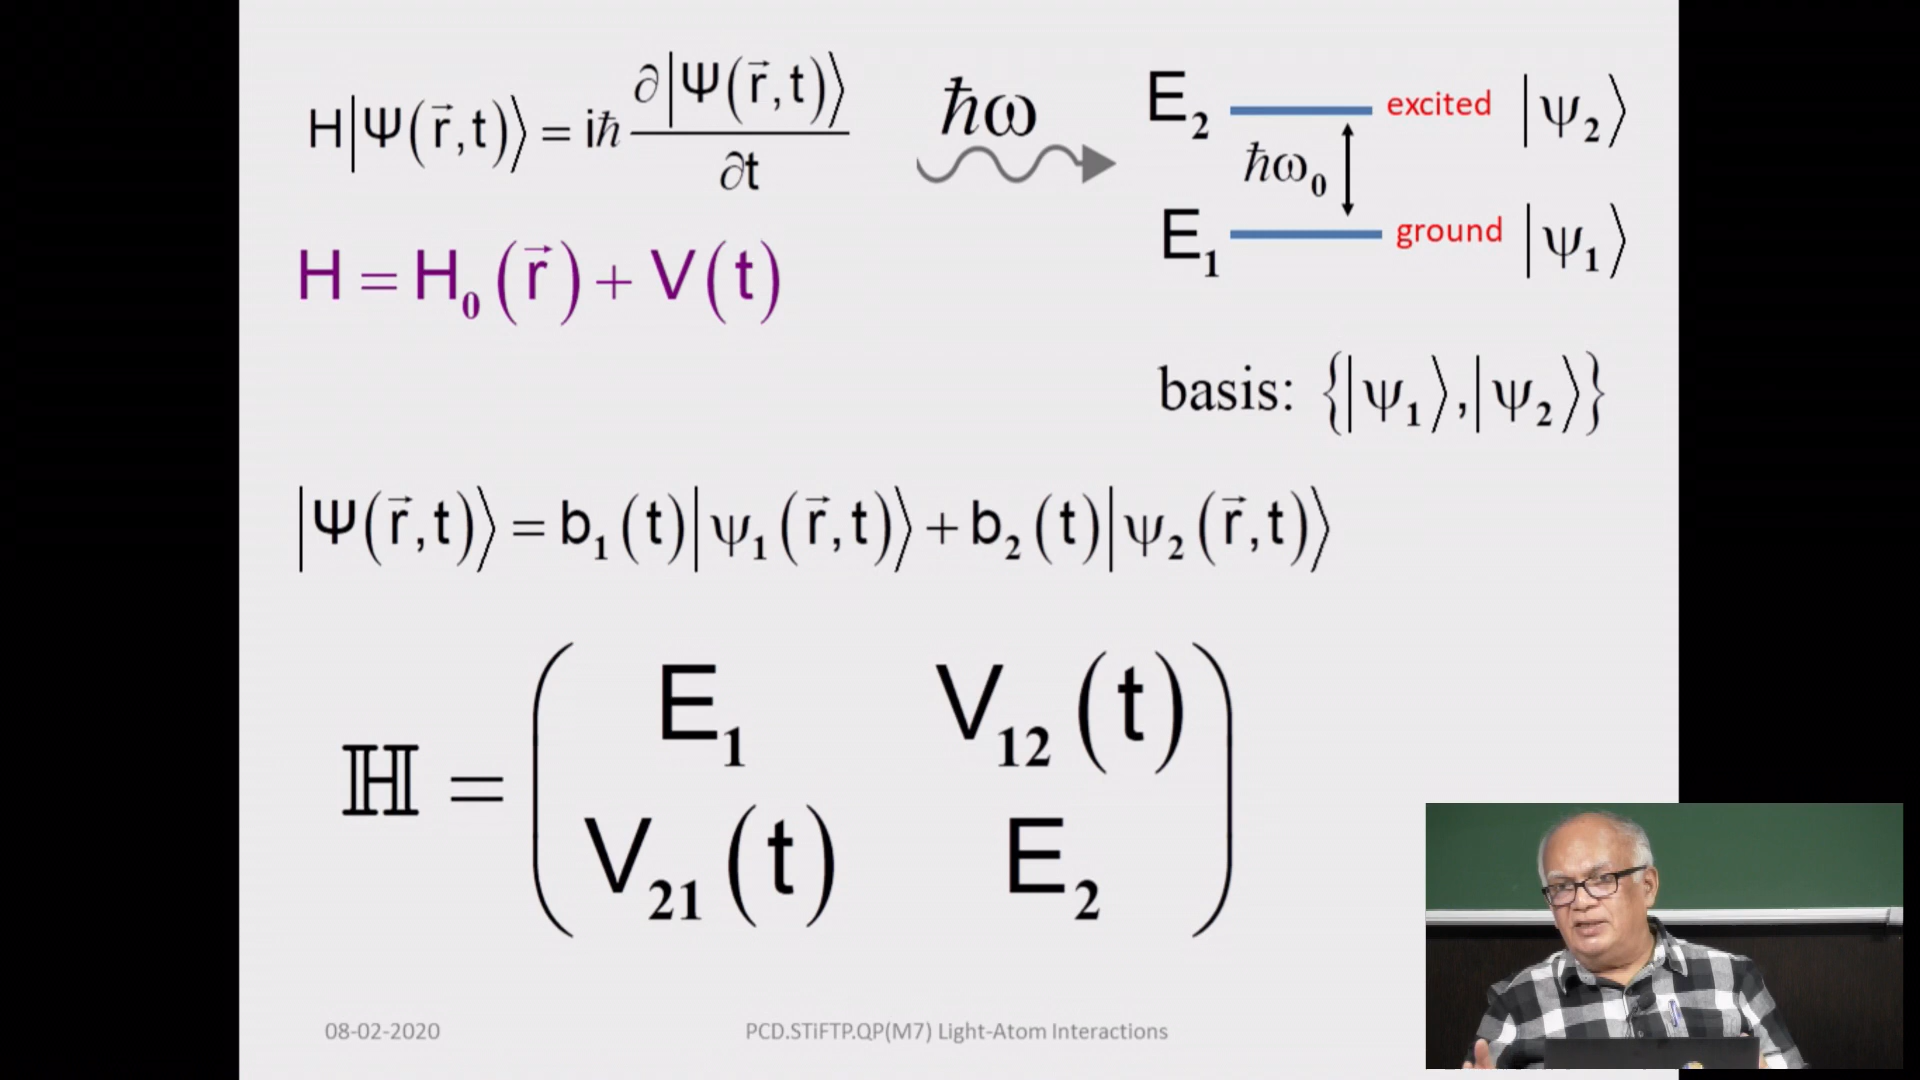 H|Ψ(r⃗,t)⟩ = iħ ∂|Ψ(r⃗,t)⟩/∂t
ħω
E₂ excited |ψ₂⟩
ħω₀
E₁ ground |ψ₁⟩
H = H₀(r⃗) + V(t)
basis: {|ψ₁⟩,|ψ₂⟩}
|Ψ(r⃗,t)⟩ = b₁(t)|ψ₁(r⃗,t)⟩ + b₂(t)|ψ₂(r⃗,t)⟩
E₁ V₁₂(t)
ℍ =
V₂₁(t) E₂
08-02-2020 PCD.STiFTP.QP(M7) Light-Atom Interactions